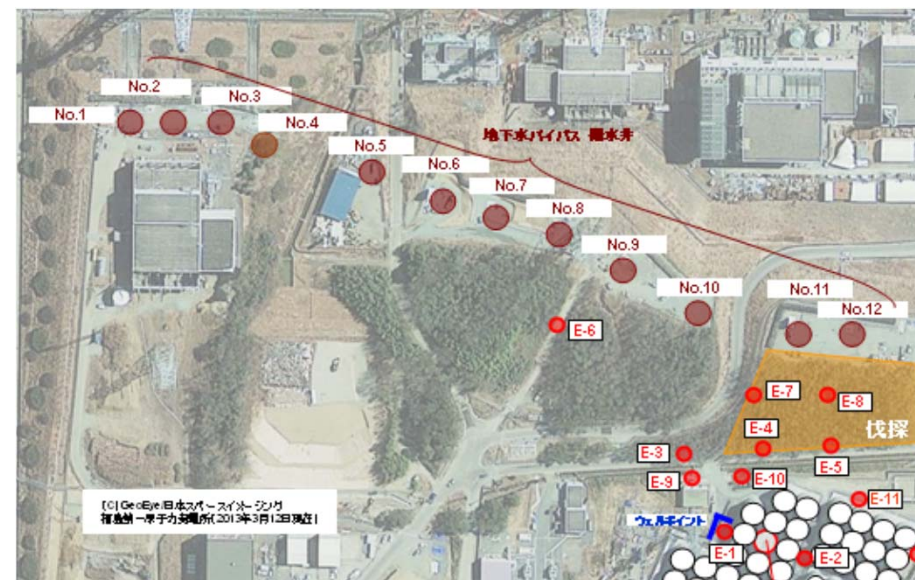 No.1
No.2
No.3
No.4
No.5
No.6
No.7
No.8
No.9
No.10
No.11
No.12
地下水バイパス 揚水井
E-6
E-7
E-8
E-4
伐採
E-3
E-5
E-9
E-10
E-11
ウェルポイント
E-1
E-2
(C)GeoEye/日本スペースイメージング
福島第一原子力発電所(2013年3月12日現在)